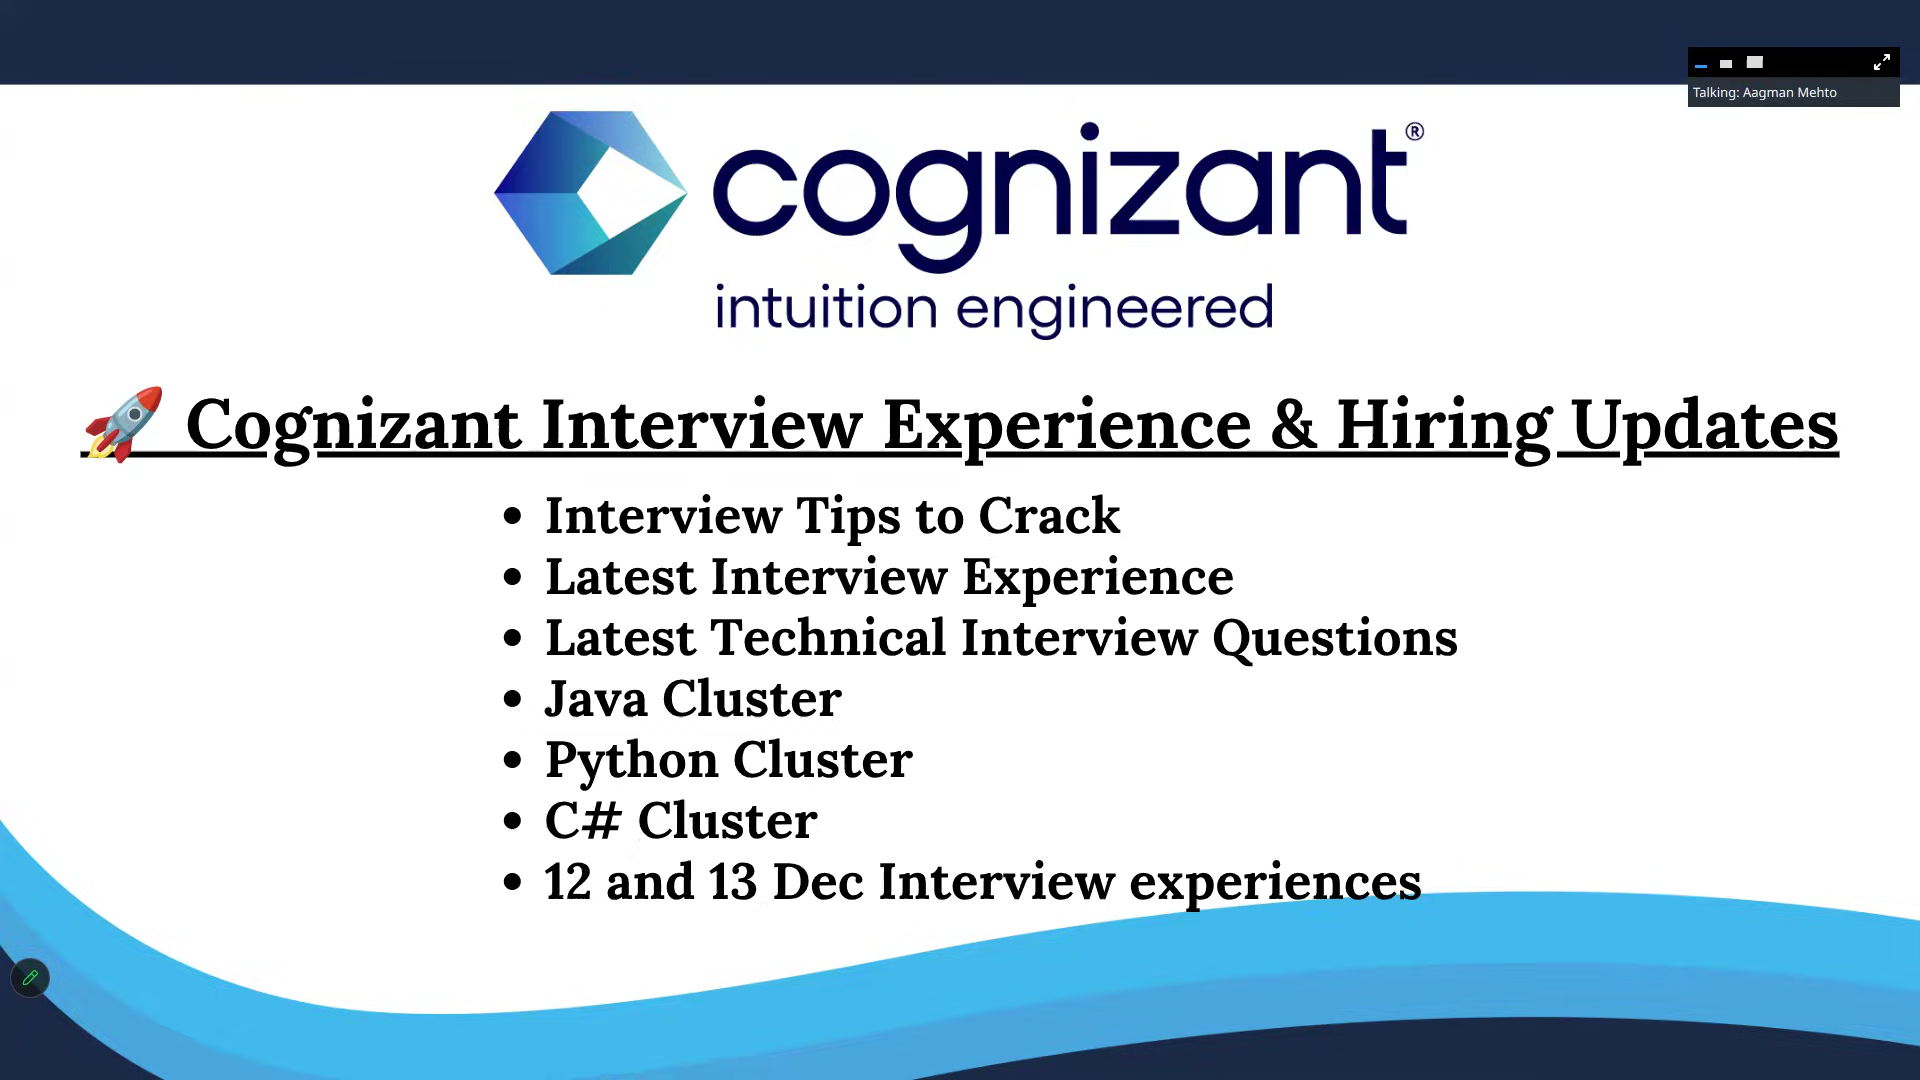 Talking: Aagman Mehto
cognizant®
intuition engineered
🚀 Cognizant Interview Experience & Hiring Updates
• Interview Tips to Crack
• Latest Interview Experience
• Latest Technical Interview Questions
• Java Cluster
• Python Cluster
• C# Cluster
• 12 and 13 Dec Interview experiences